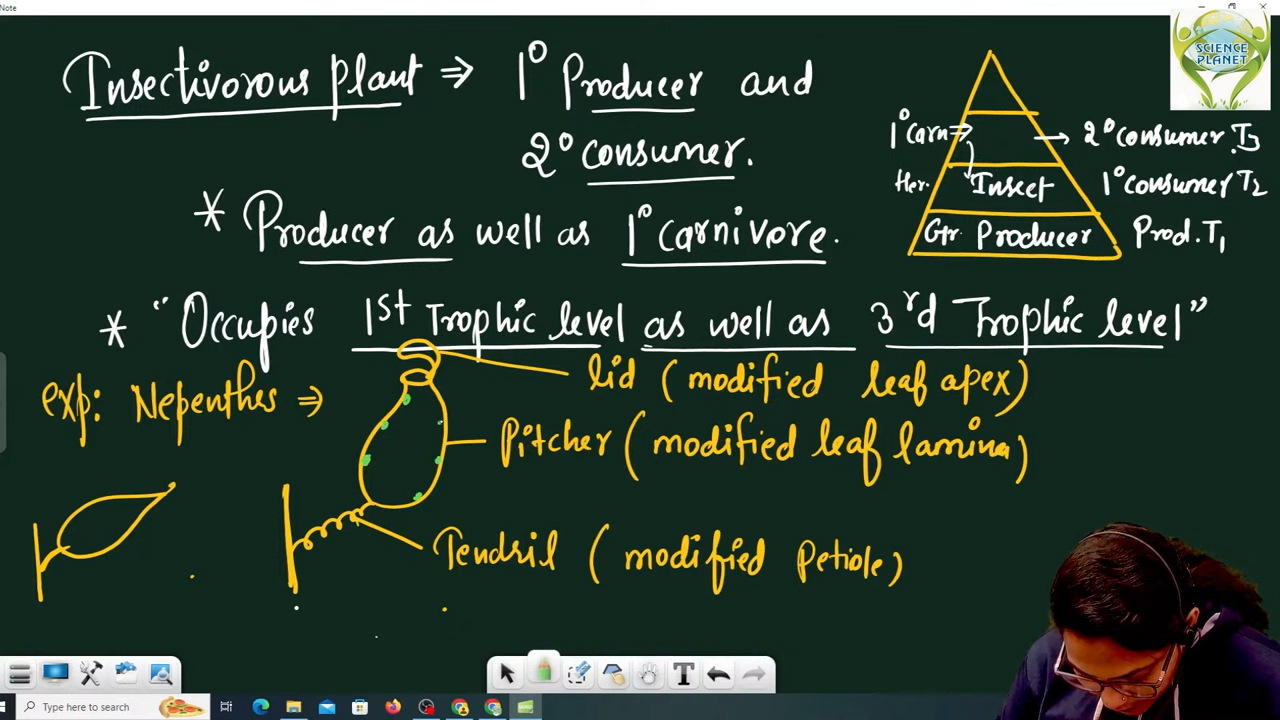 Note
SCIENCE
PLANET
Insectivorous plant ⇒ 1° Producer and
2° consumer.
* Producer as well as 1° carnivore.
* "Occupies 1st Trophic level as well as 3rd Trophic level"
1° carn ⇒ → 2° consumer. T3
Her. Insect 1° consumer T2
Gr. Producer Prod. T1
exp: Nepenthes ⇒
lid (modified leaf apex)
Pitcher (modified leaf lamina)
Tendril (modified Petiole)
T
Type here to search